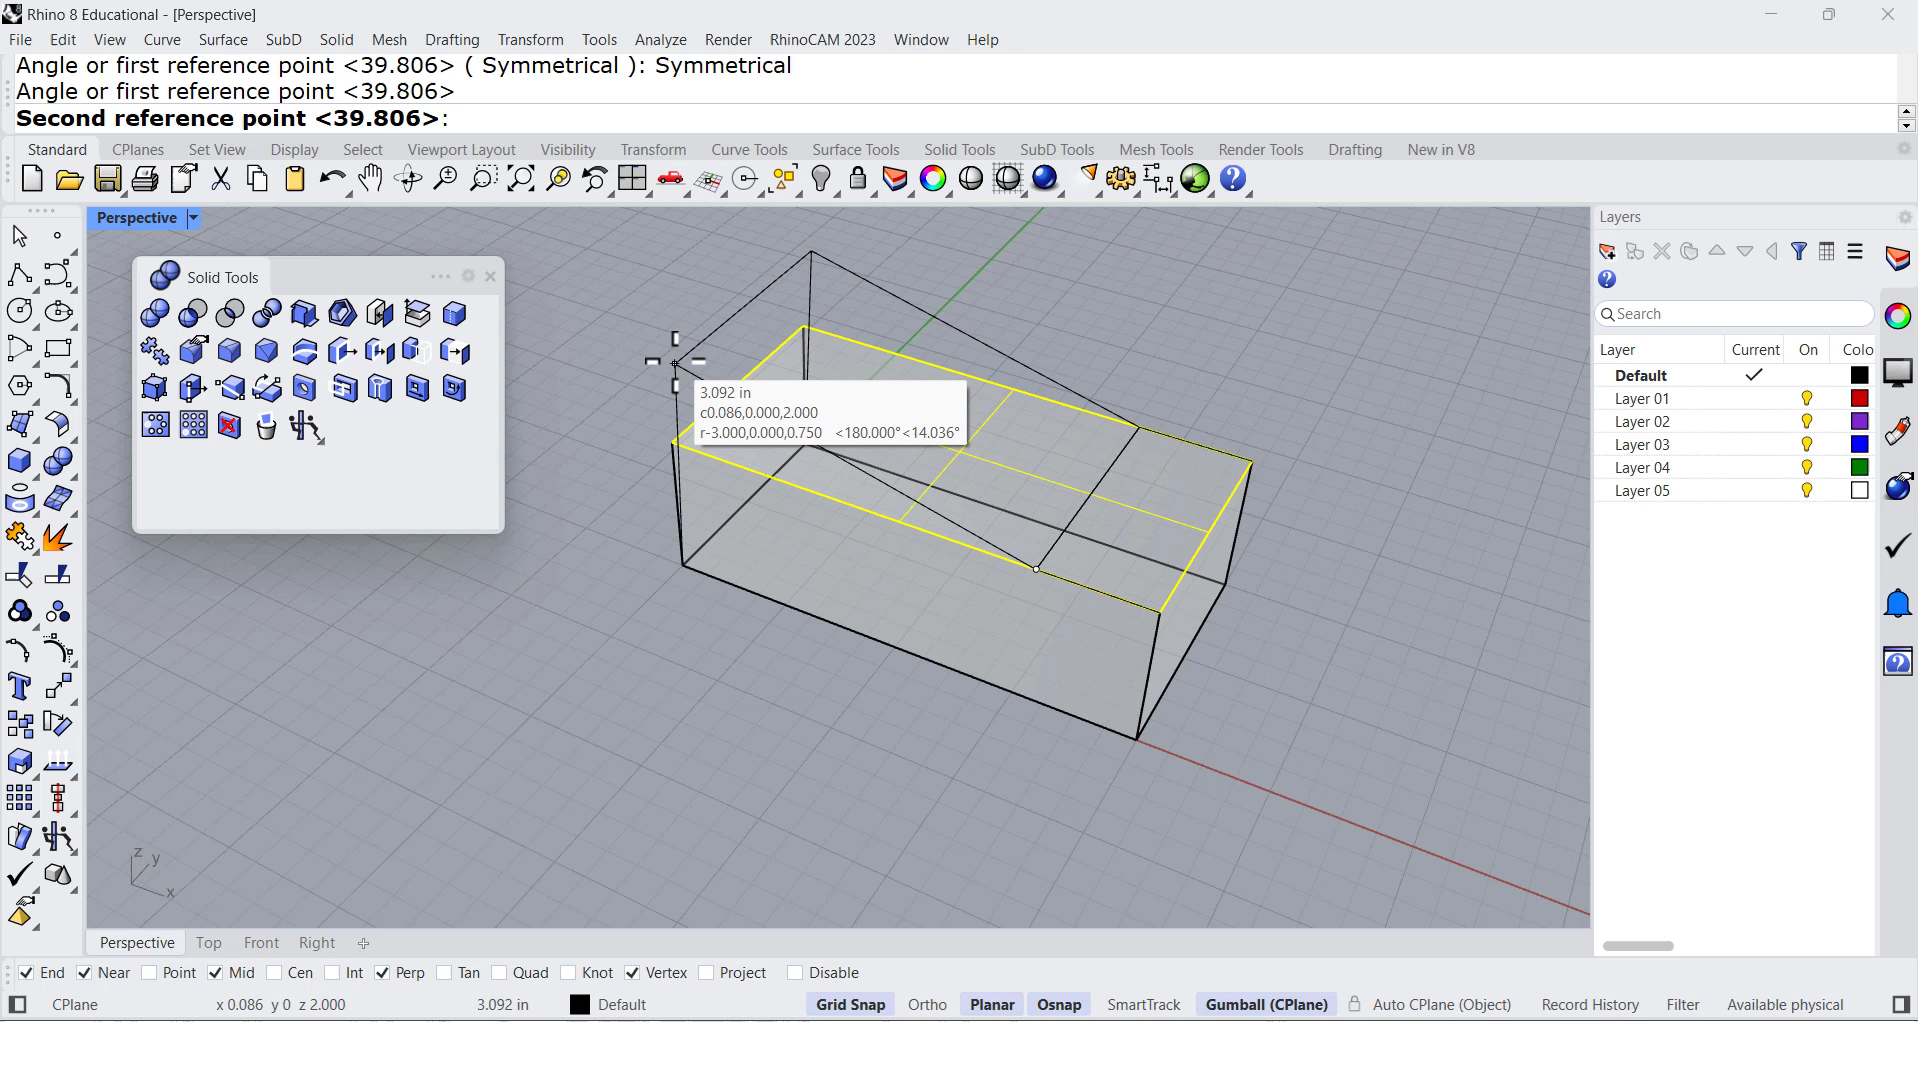 Rhino 8 Educational - [Perspective]
File Edit View Curve Surface SubD Solid Mesh Drafting Transform Tools Analyze Render RhinoCAM 2023 Window Help
Angle or first reference point <39.806> ( Symmetrical ): Symmetrical
Angle or first reference point <39.806>
Second reference point <39.806>:
Standard CPlanes Set View Display Select Viewport Layout Visibility Transform Curve Tools Surface Tools Solid Tools SubD Tools Mesh Tools Render Tools Drafting New in V8
Perspective
Layers
Solid Tools
Search
Layer Current On Colo
Default
Layer 01
Layer 02
Layer 03
Layer 04
Layer 05
3.092 in
c0.086,0.000,2.000
r-3.000,0.000,0.750 <180.000°<14.036°
z
y
x
Perspective Top Front Right
End Near Point Mid Cen Int Perp Tan Quad Knot Vertex Project Disable
CPlane x 0.086 y 0 z 2.000 3.092 in Default Grid Snap Ortho Planar Osnap SmartTrack Gumball (CPlane) Auto CPlane (Object) Record History Filter Available physical